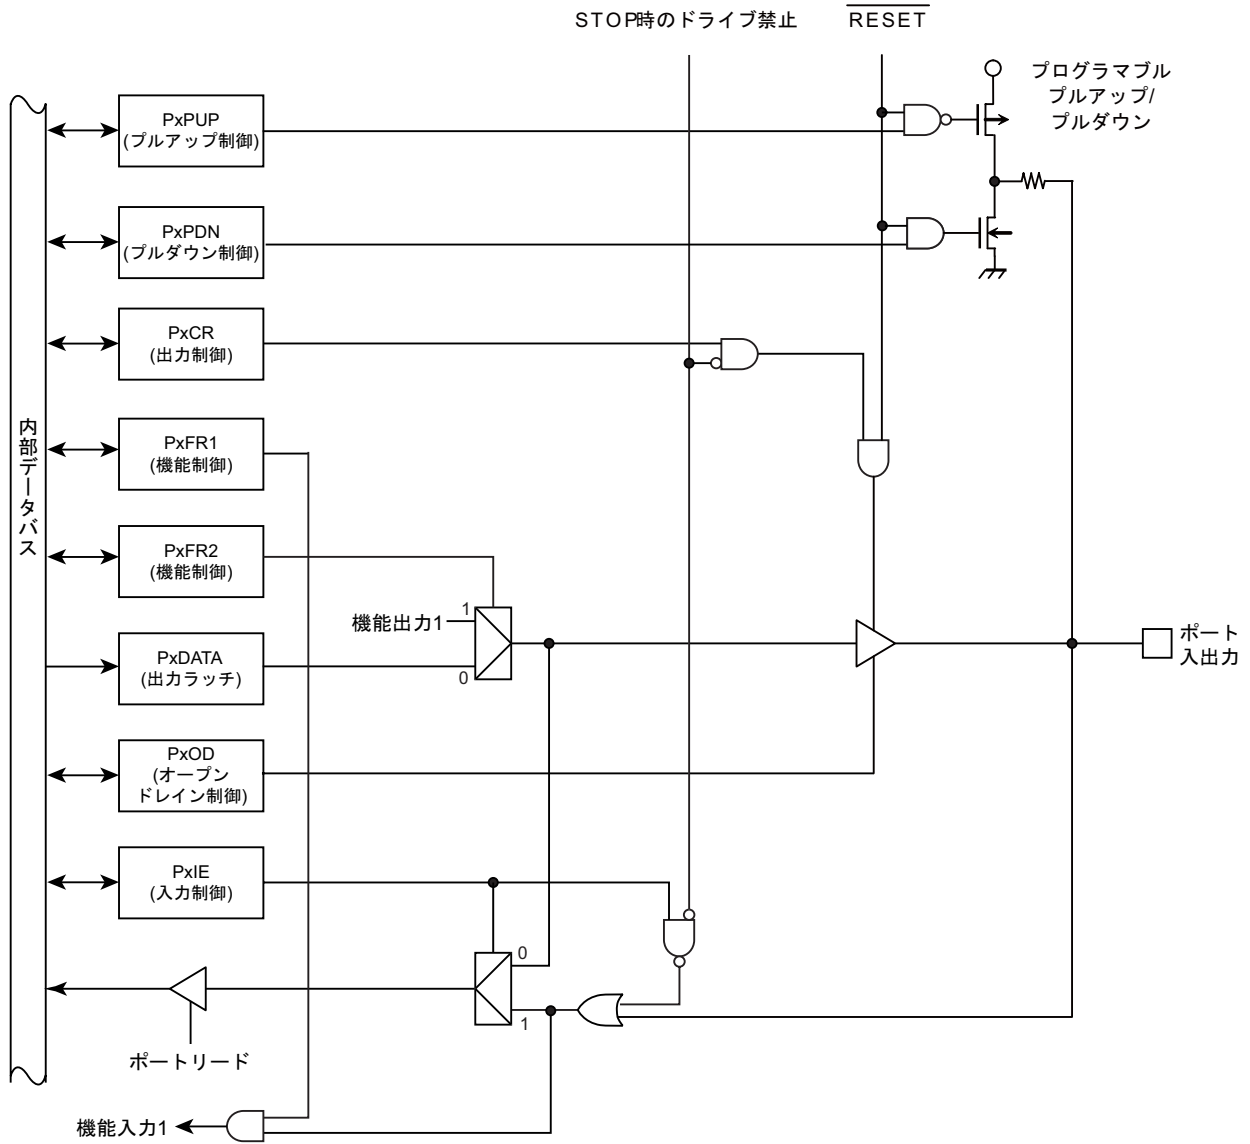 STOP時のドライブ禁止
RESET
プログラマブル
プルアップ/
プルダウン
PxPUP
(プルアップ制御)
PxPDN
(プルダウン制御)
PxCR
(出力制御)
内部データバス
PxFR1
(機能制御)
PxFR2
(機能制御)
機能出力1
1
0
PxDATA
(出力ラッチ)
ポート
入出力
PxOD
(オープン
ドレイン制御)
PxIE
(入力制御)
0
1
ポートリード
機能入力1